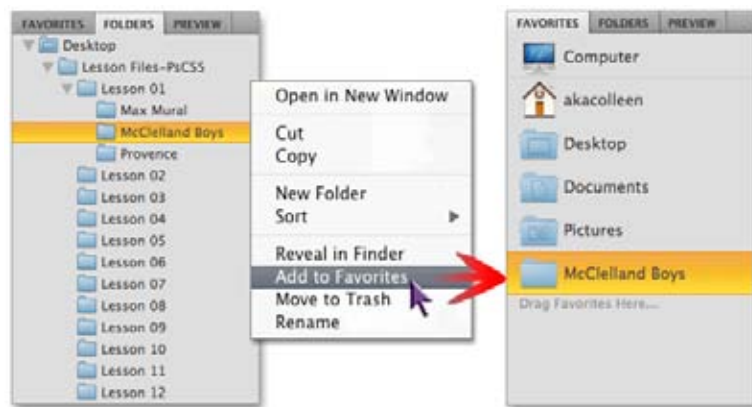 FAVORITES FOLDERS PREVIEW
Desktop
Lesson Files-PsCS5
Lesson 01
Max Mural
McClelland Boys
Provence
Lesson 02
Lesson 03
Lesson 04
Lesson 05
Lesson 06
Lesson 07
Lesson 08
Lesson 09
Lesson 10
Lesson 11
Lesson 12
Open in New Window
Cut
Copy
New Folder
Sort
Reveal in Finder
Add to Favorites
Move to Trash
Rename
FAVORITES FOLDERS PREVIEW
Computer
akacolleen
Desktop
Documents
Pictures
McClelland Boys
Drag Favorites Here...